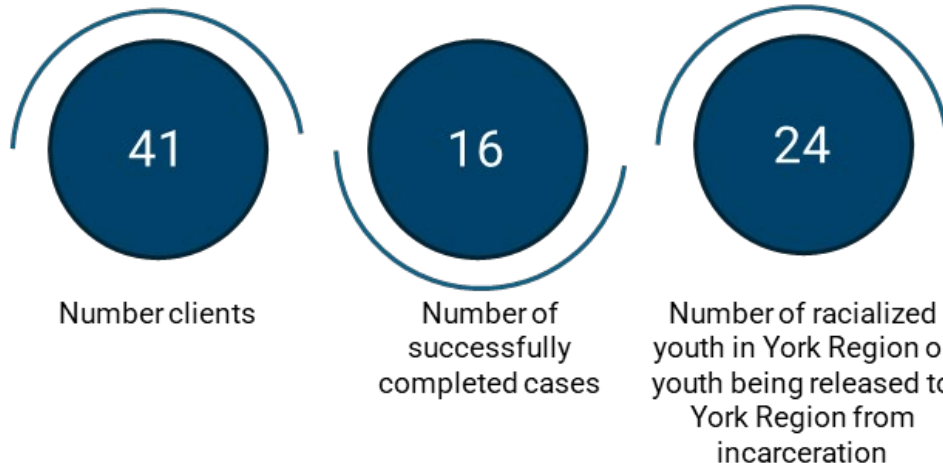 41
16
24
Number clients
Number of
successfully
completed cases
Number of racialized
youth in York Region o
youth being released to
York Region from
incarceration